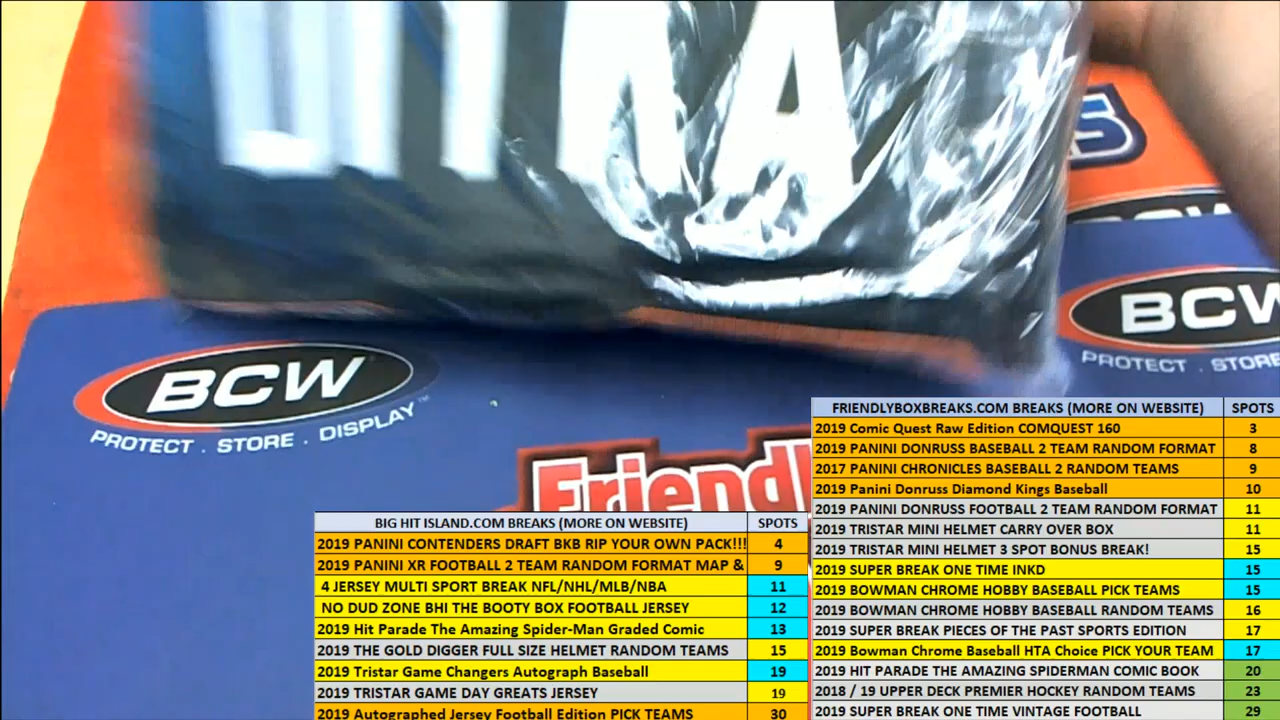 BCW
PROTECT . STORE . DISPLAY™
BCW
PROTECT . STORE
Friendl
BIG HIT ISLAND.COM BREAKS (MORE ON WEBSITE) SPOTS
2019 PANINI CONTENDERS DRAFT BKB RIP YOUR OWN PACK!!! 4
2019 PANINI XR FOOTBALL 2 TEAM RANDOM FORMAT MAP & 9
4 JERSEY MULTI SPORT BREAK NFL/NHL/MLB/NBA 11
NO DUD ZONE BHI THE BOOTY BOX FOOTBALL JERSEY 12
2019 Hit Parade The Amazing Spider-Man Graded Comic 13
2019 THE GOLD DIGGER FULL SIZE HELMET RANDOM TEAMS 15
2019 Tristar Game Changers Autograph Baseball 19
2019 TRISTAR GAME DAY GREATS JERSEY 19
2019 Autographed Jersey Football Edition PICK TEAMS 30
FRIENDLYBOXBREAKS.COM BREAKS (MORE ON WEBSITE) SPOTS
2019 Comic Quest Raw Edition COMQUEST 160 3
2019 PANINI DONRUSS BASEBALL 2 TEAM RANDOM FORMAT 8
2017 PANINI CHRONICLES BASEBALL 2 RANDOM TEAMS 9
2019 Panini Donruss Diamond Kings Baseball 10
2019 PANINI DONRUSS FOOTBALL 2 TEAM RANDOM FORMAT 11
2019 TRISTAR MINI HELMET CARRY OVER BOX 11
2019 TRISTAR MINI HELMET 3 SPOT BONUS BREAK! 15
2019 SUPER BREAK ONE TIME INKD 15
2019 BOWMAN CHROME HOBBY BASEBALL PICK TEAMS 15
2019 BOWMAN CHROME HOBBY BASEBALL RANDOM TEAMS 16
2019 SUPER BREAK PIECES OF THE PAST SPORTS EDITION 17
2019 Bowman Chrome Baseball HTA Choice PICK YOUR TEAM 17
2019 HIT PARADE THE AMAZING SPIDERMAN COMIC BOOK 20
2018 / 19 UPPER DECK PREMIER HOCKEY RANDOM TEAMS 23
2019 SUPER BREAK ONE TIME VINTAGE FOOTBALL 29